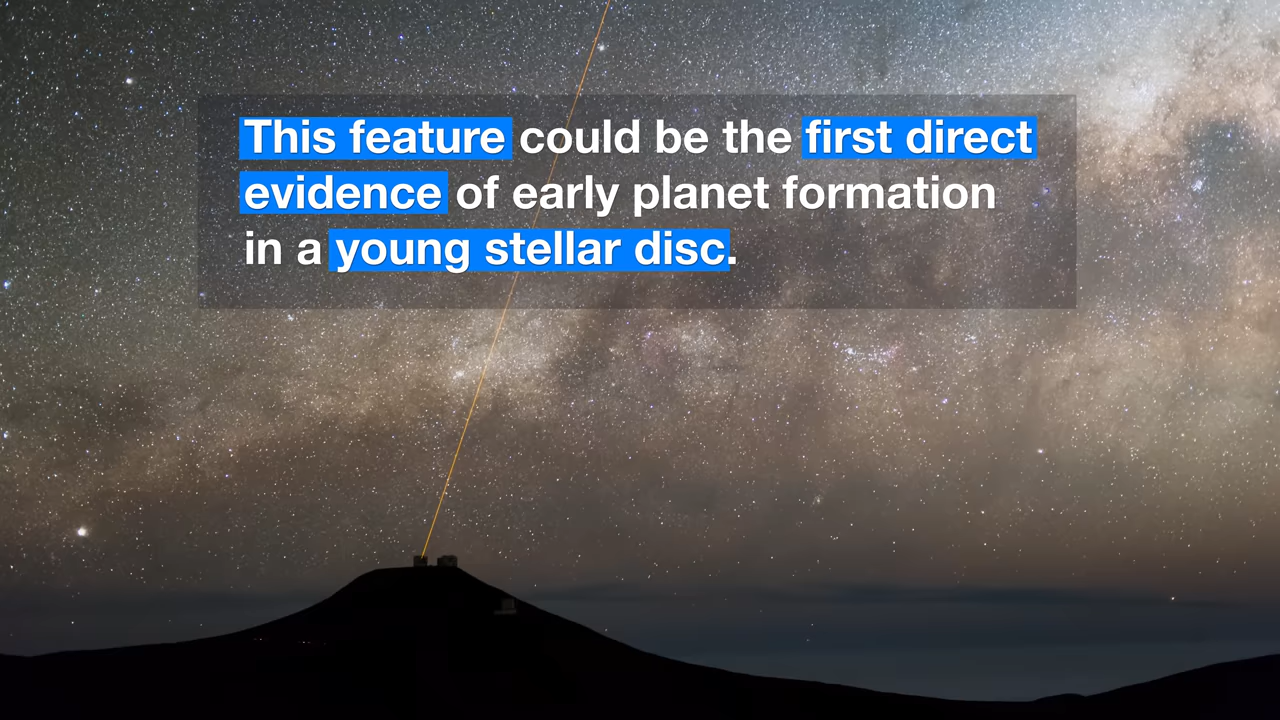 This feature could be the first direct
evidence of early planet formation
in a young stellar disc.